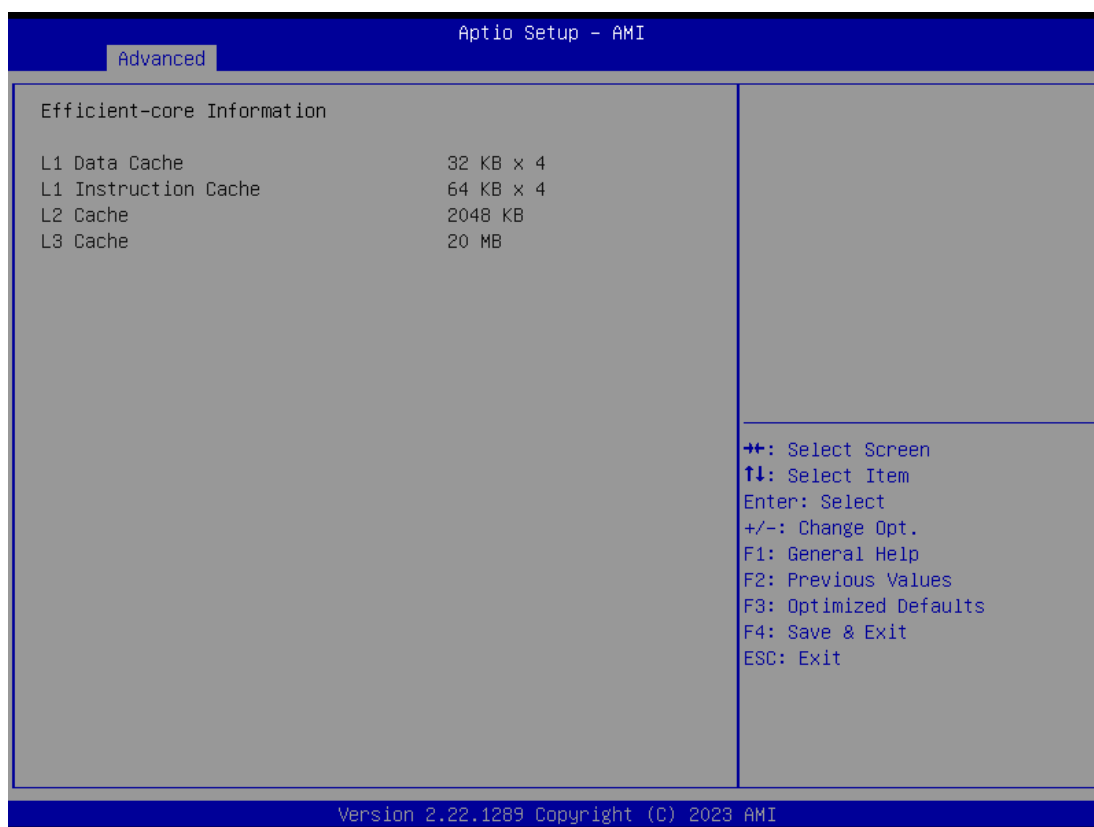 Aptio Setup – AMI
Advanced
Efficient-core Information
L1 Data Cache 32 KB x 4
L1 Instruction Cache 64 KB x 4
L2 Cache 2048 KB
L3 Cache 20 MB
→←: Select Screen
↑↓: Select Item
Enter: Select
+/-: Change Opt.
F1: General Help
F2: Previous Values
F3: Optimized Defaults
F4: Save & Exit
ESC: Exit
Version 2.22.1289 Copyright (C) 2023 AMI